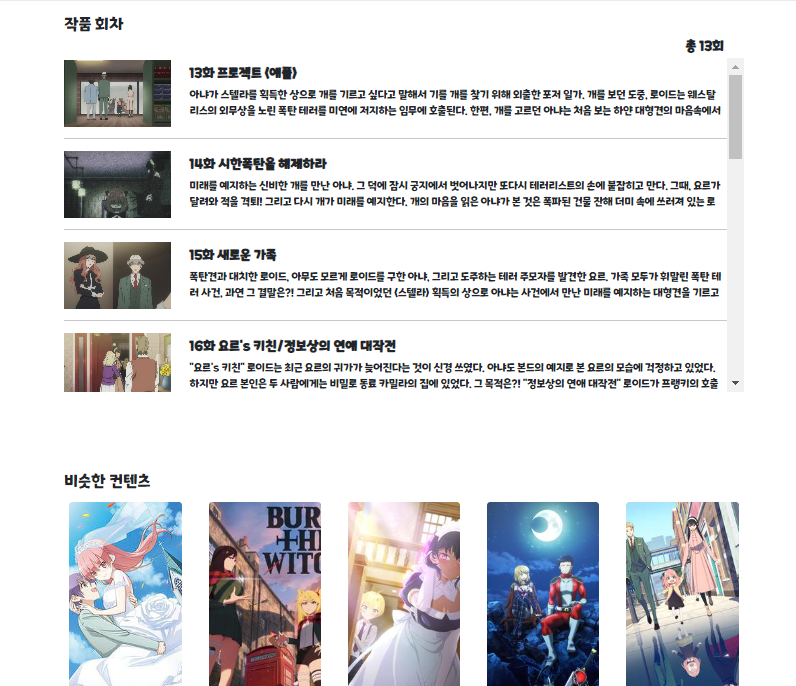 작품 회차
총 13회
13화 프로젝트 〈애플〉
아냐가 스텔라를 획득한 상으로 개를 기르고 싶다고 말해서 기를 개를 찾기 위해 외출한 포저 일가. 개를 보던 도중, 로이드는 웨스탈
리스의 외무상을 노린 폭탄 테러를 미연에 저지하는 임무에 호출된다. 한편, 개를 고르던 아냐는 처음 보는 하얀 대형견의 마음속에서
14화 시한폭탄을 해제하라
미래를 예지하는 신비한 개를 만난 아냐. 그 덕에 잠시 궁지에서 벗어나지만 또다시 테러리스트의 손에 붙잡히고 만다. 그때, 요르가
달려와 적을 격퇴! 그리고 다시 개가 미래를 예지한다. 개의 마음을 읽은 아냐가 본 것은 폭파된 건물 잔해 더미 속에 쓰러져 있는 로
15화 새로운 가족
폭탄견과 대치한 로이드, 아무도 모르게 로이드를 구한 아냐, 그리고 도주하는 테러 주모자를 발견한 요르. 가족 모두가 휘말린 폭탄 테
러 사건, 과연 그 결말은?! 그리고 처음 목적이었던 〈스텔라〉 획득의 상으로 아냐는 사건에서 만난 미래를 예지하는 대형견을 기르고
16화 요르's 키친/정보상의 연애 대작전
"요르's 키친" 로이드는 최근 요르의 귀가가 늦어진다는 것이 신경 쓰였다. 아냐도 본드의 예지로 본 요르의 모습에 걱정하고 있었다.
하지만 요르 본인은 두 사람에게는 비밀로 동료 카밀라의 집에 있었다. 그 목적은?! "정보상의 연애 대작전" 로이드가 프랭키의 호출
비슷한 컨텐츠
BUR
THE
WITC